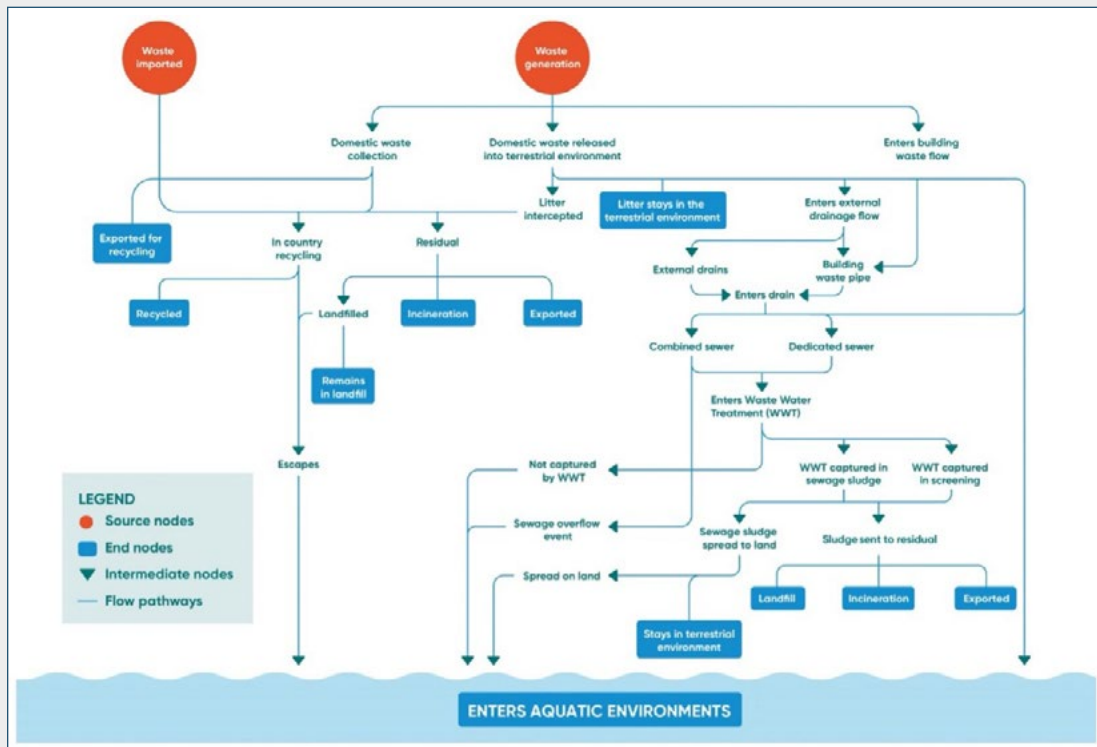 Waste
imported
Waste
generation
Domestic waste
collection
Domestic waste released
into terrestrial environment
Enters building
waste flow
Litter
intercepted
Litter stays in the
terrestrial environment
Enters external
drainage flow
Exported for
recycling
In country
recycling
Residual
External drains
Building
waste pipe
Enters drain
Recycled
Landfilled
Incineration
Exported
Combined sewer
Dedicated sewer
Remains
in landfill
Enters Waste Water
Treatment (WWT)
Escapes
Not captured
by WWT
WWT captured in
sewage sludge
WWT captured
in screening
Sewage overflow
event
Sewage sludge
spread to land
Sludge sent to residual
Spread on land
Landfill
Incineration
Exported
Stays in terrestrial
environment
LEGEND
Source nodes
End nodes
Intermediate nodes
Flow pathways
ENTERS AQUATIC ENVIRONMENTS